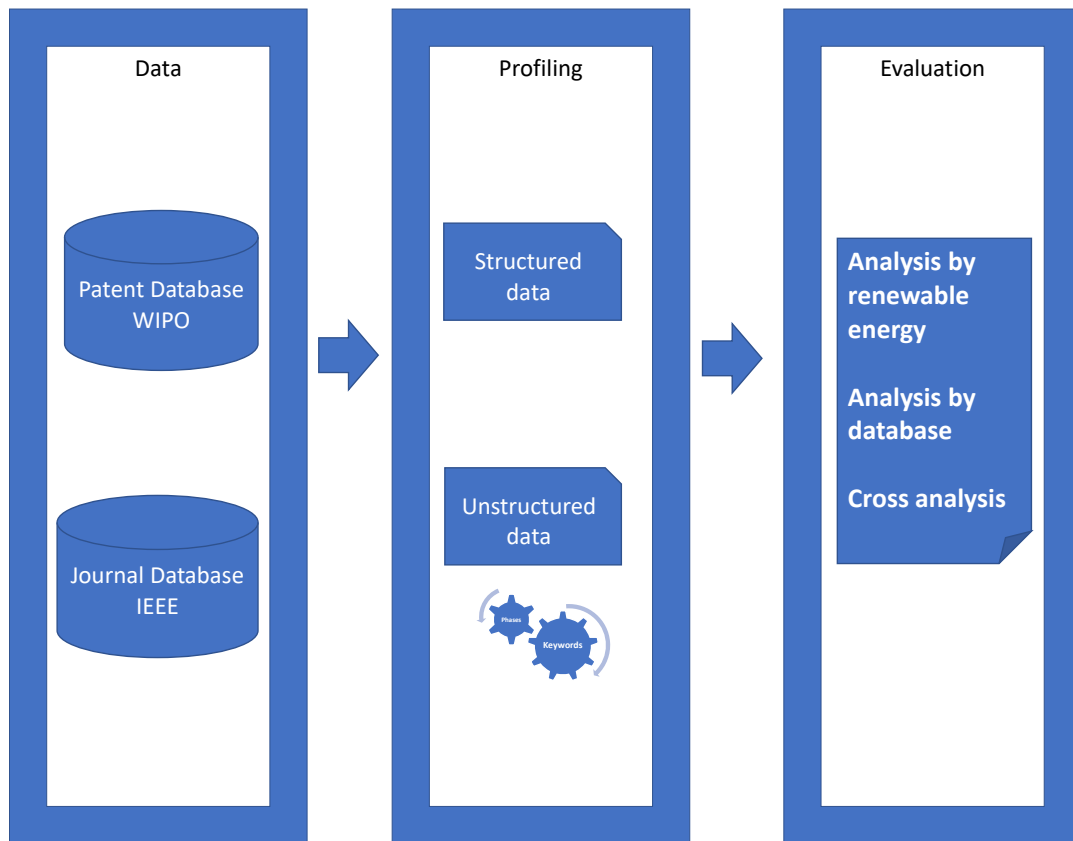 Data
Patent Database
WIPO
Journal Database
IEEE
Profiling
Structured
data
Unstructured
data
Phases
Keywords
Evaluation
Analysis by
renewable
energy
Analysis by
database
Cross analysis